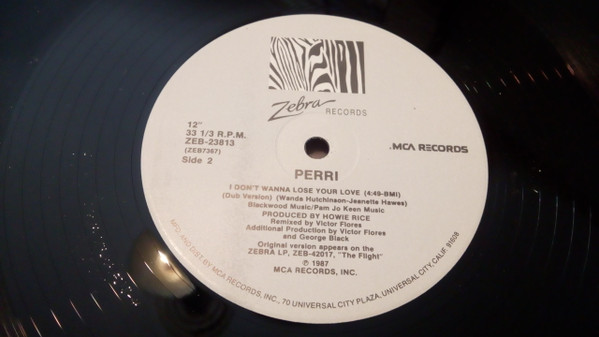 Zebra RECORDS
12"
33 1/3 R.P.M.
ZEB-23813
(ZEB7367)
Side 2
MCA RECORDS
PERRI
I DON'T WANNA LOSE YOUR LOVE (4:49-BMI)
(Dub Version) (Wanda Hutchinson-Jeanette Hawes)
Blackwood Music/Pam Jo Keen Music
PRODUCED BY HOWIE RICE
Remixed by Victor Flores
Additional Production by Victor Flores
and George Black
Original version appears on the
ZEBRA LP, ZEB-42017, "The Flight"
℗ 1987
MCA RECORDS, INC.
MFD. AND DIST. BY MCA RECORDS, INC., 70 UNIVERSAL CITY PLAZA, UNIVERSAL CITY, CALIF. 91608